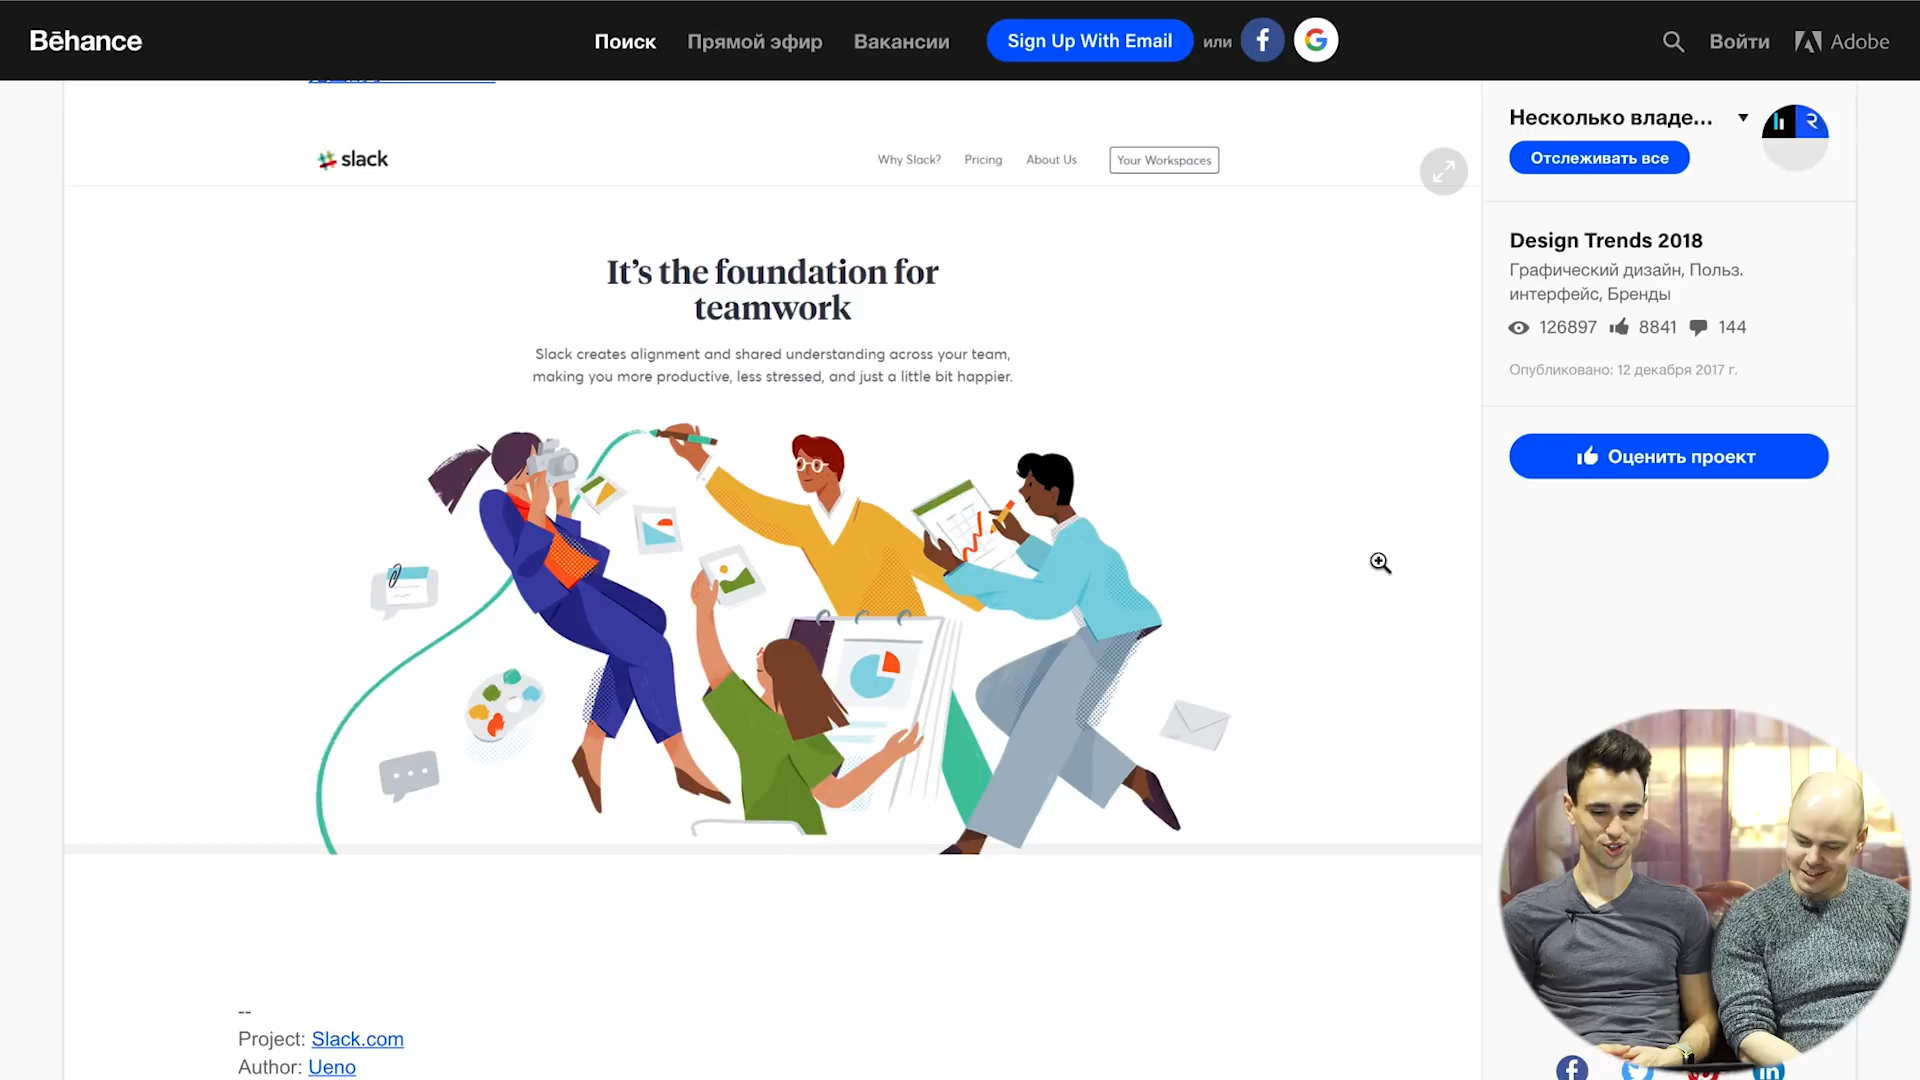 Bēhance
Поиск
Прямой эфир
Вакансии
Sign Up With Email
или
Войти
Adobe
slack
Why Slack?
Pricing
About Us
Your Workspaces
It's the foundation for
teamwork
Slack creates alignment and shared understanding across your team,
making you more productive, less stressed, and just a little bit happier.
Несколько владе...
Отслеживать все
Design Trends 2018
Графический дизайн, Польз.
интерфейс, Бренды
126897
8841
144
Опубликовано: 12 декабря 2017 г.
Оценить проект
--
Project: Slack.com
Author: Ueno